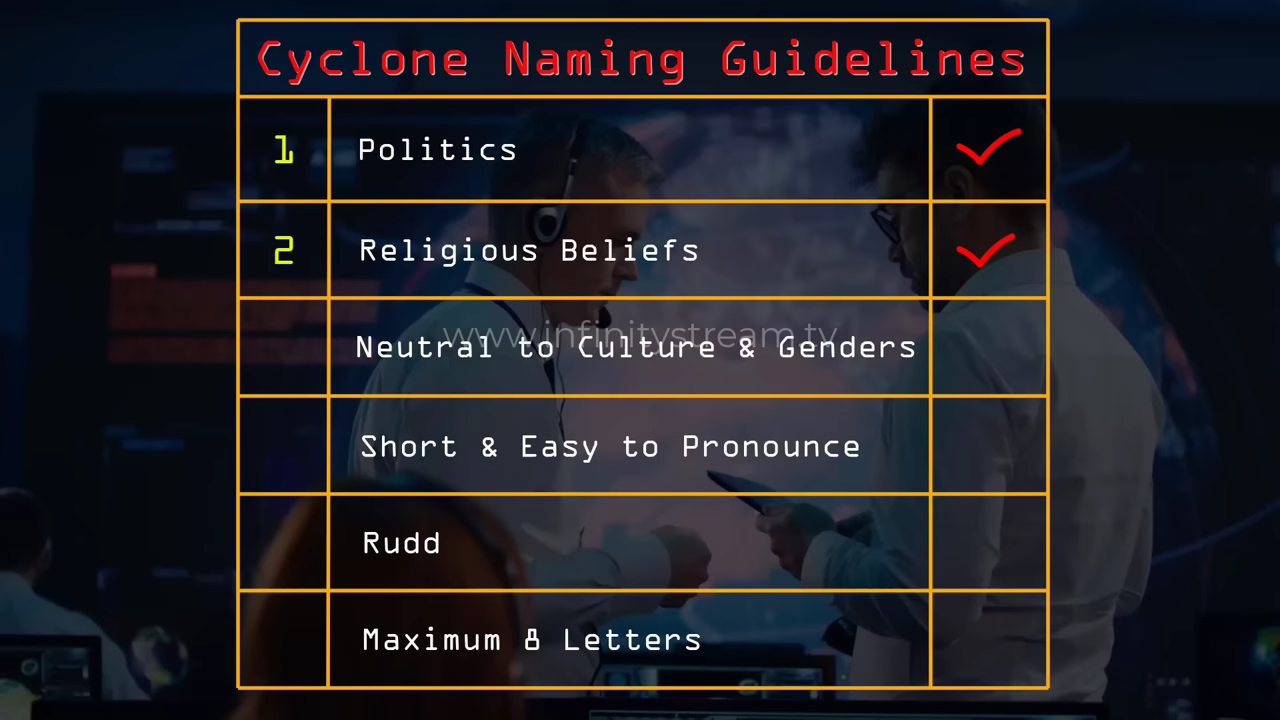 Cyclone Naming Guidelines
1 Politics
2 Religious Beliefs
www.infinitystream.tv
Neutral to Culture & Genders
Short & Easy to Pronounce
Rudd
Maximum 8 Letters